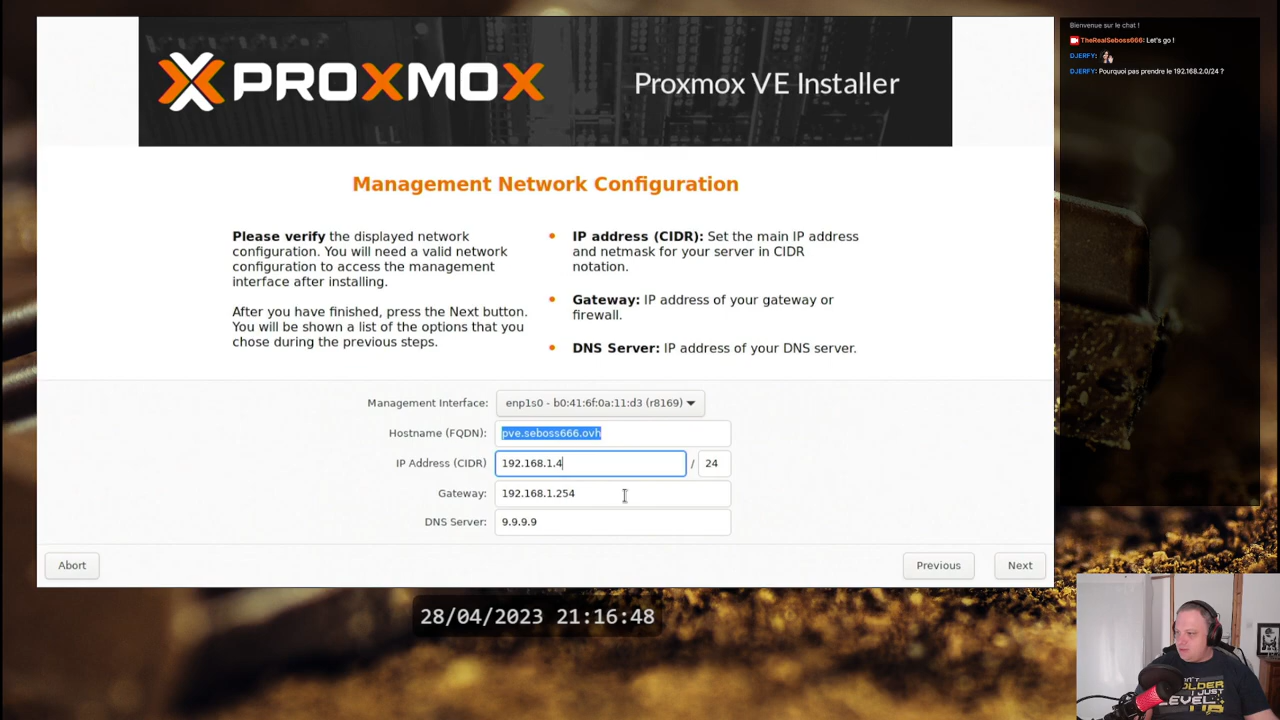 PROXMOX
Proxmox VE Installer
Management Network Configuration
Please verify the displayed network
configuration. You will need a valid network
configuration to access the management
interface after installing.
After you have finished, press the Next button.
You will be shown a list of the options that you
chose during the previous steps.
• IP address (CIDR): Set the main IP address
and netmask for your server in CIDR
notation.
• Gateway: IP address of your gateway or
firewall.
• DNS Server: IP address of your DNS server.
Management Interface: enp1s0 - b0:41:6f:0a:11:d3 (r8169)
Hostname (FQDN): pve.seboss666.ovh
IP Address (CIDR) 192.168.1.4 / 24
Gateway: 192.168.1.254
DNS Server: 9.9.9.9
Abort
Previous
Next
Bienvenue sur le chat !
TheRealSeboss666: Let's go !
DJERFY:
DJERFY: Pourquoi pas prendre le 192.168.2.0/24 ?
28/04/2023 21:16:48
OLDER
I JUST
LEVEL
UP